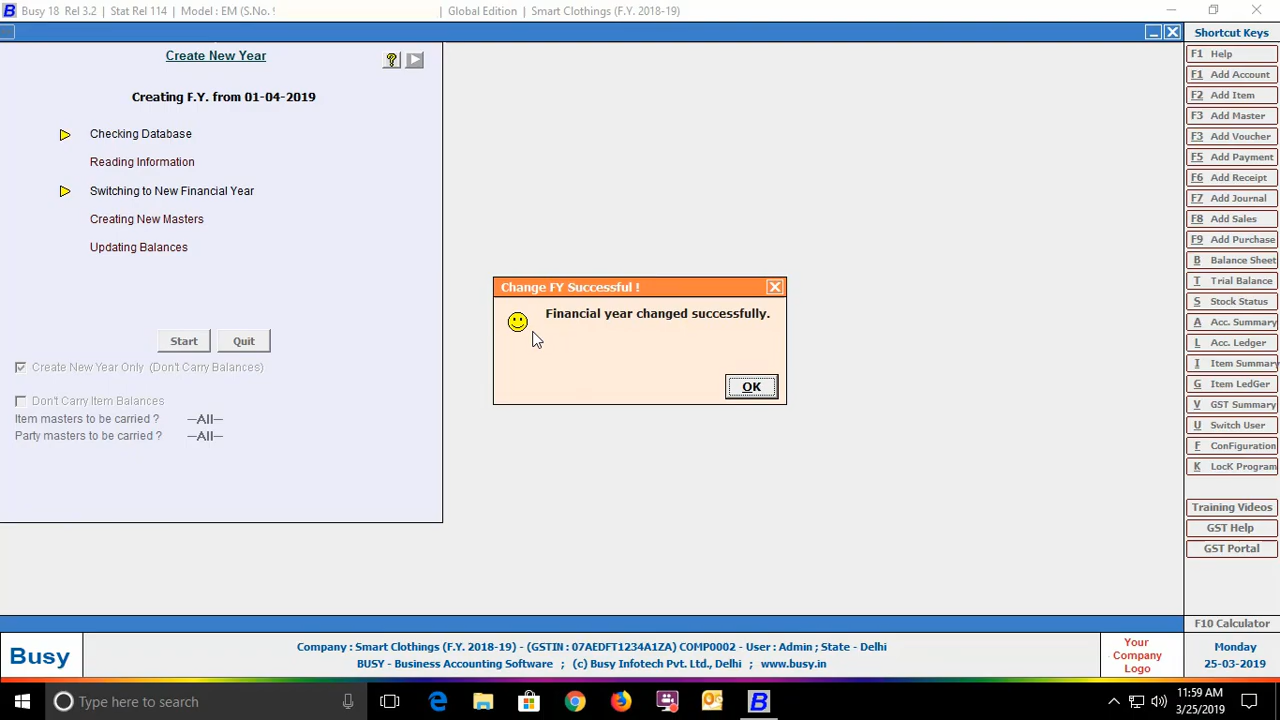 Busy 18 Rel 3.2 | Stat Rel 114 | Model : EM (S.No. | Global Edition | Smart Clothings (F.Y. 2018-19) |
Create New Year
Creating F.Y. from 01-04-2019
Checking Database
Reading Information
Switching to New Financial Year
Creating New Masters
Updating Balances
Start
Quit
Create New Year Only (Don't Carry Balances)
Don't Carry Item Balances
Item masters to be carried ? —All—
Party masters to be carried ? —All—
Change FY Successful !
Financial year changed successfully.
OK
Shortcut Keys
F1 Help
F1 Add Account
F2 Add Item
F3 Add Master
F3 Add Voucher
F5 Add Payment
F6 Add Receipt
F7 Add Journal
F8 Add Sales
F9 Add Purchase
B Balance Sheet
T Trial Balance
S Stock Status
A Acc. Summary
L Acc. Ledger
I Item Summary
G Item LedGer
V GST Summary
U Switch User
F ConFiguration
K LocK Program
Training Videos
GST Help
GST Portal
F10 Calculator
Busy
Company : Smart Clothings (F.Y. 2018-19) - (GSTIN : 07AEDFT1234A1ZA) COMP0002 - User : Admin ; State - Delhi
BUSY - Business Accounting Software ; (c) Busy Infotech Pvt. Ltd., Delhi ; www.busy.in
Your
Company
Logo
Monday
25-03-2019
Type here to search
11:59 AM
3/25/2019